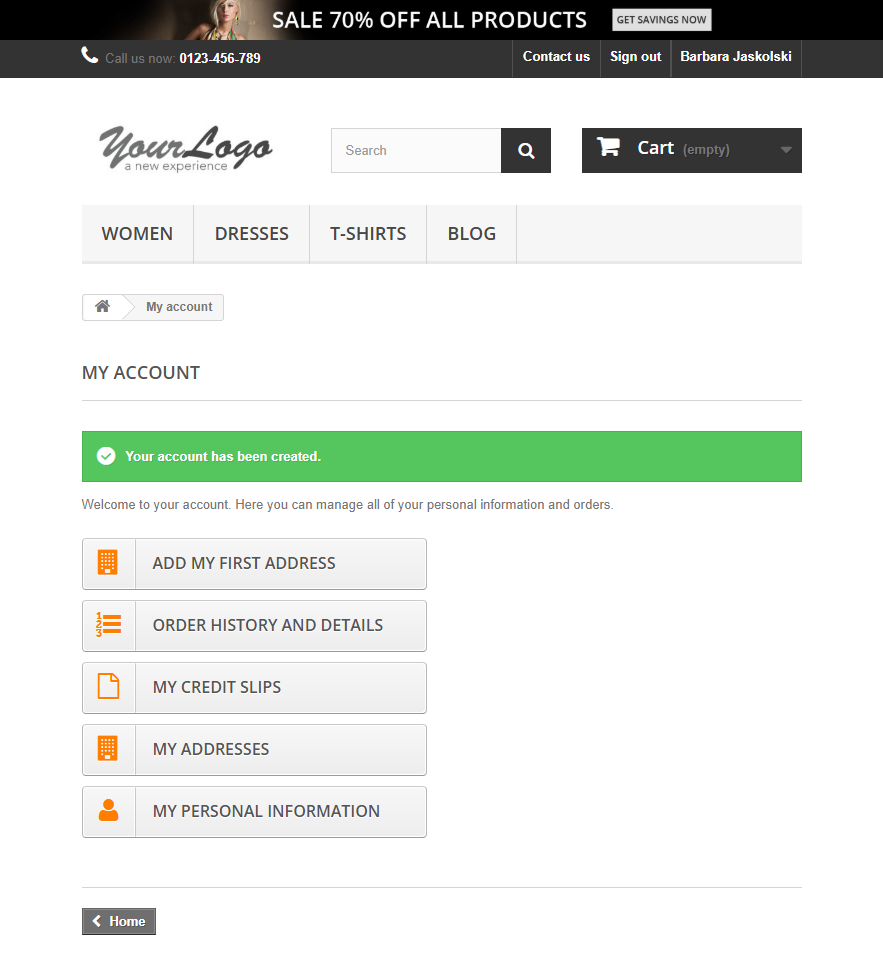 SALE 70% OFF ALL PRODUCTS GET SAVINGS NOW
Call us now: 0123-456-789 Contact us Sign out Barbara Jaskolski
YourLogo
a new experience
Search
Cart (empty)
WOMEN DRESSES T-SHIRTS BLOG
My account
MY ACCOUNT
Your account has been created.
Welcome to your account. Here you can manage all of your personal information and orders.
ADD MY FIRST ADDRESS
1
2
3
ORDER HISTORY AND DETAILS
MY CREDIT SLIPS
MY ADDRESSES
MY PERSONAL INFORMATION
Home